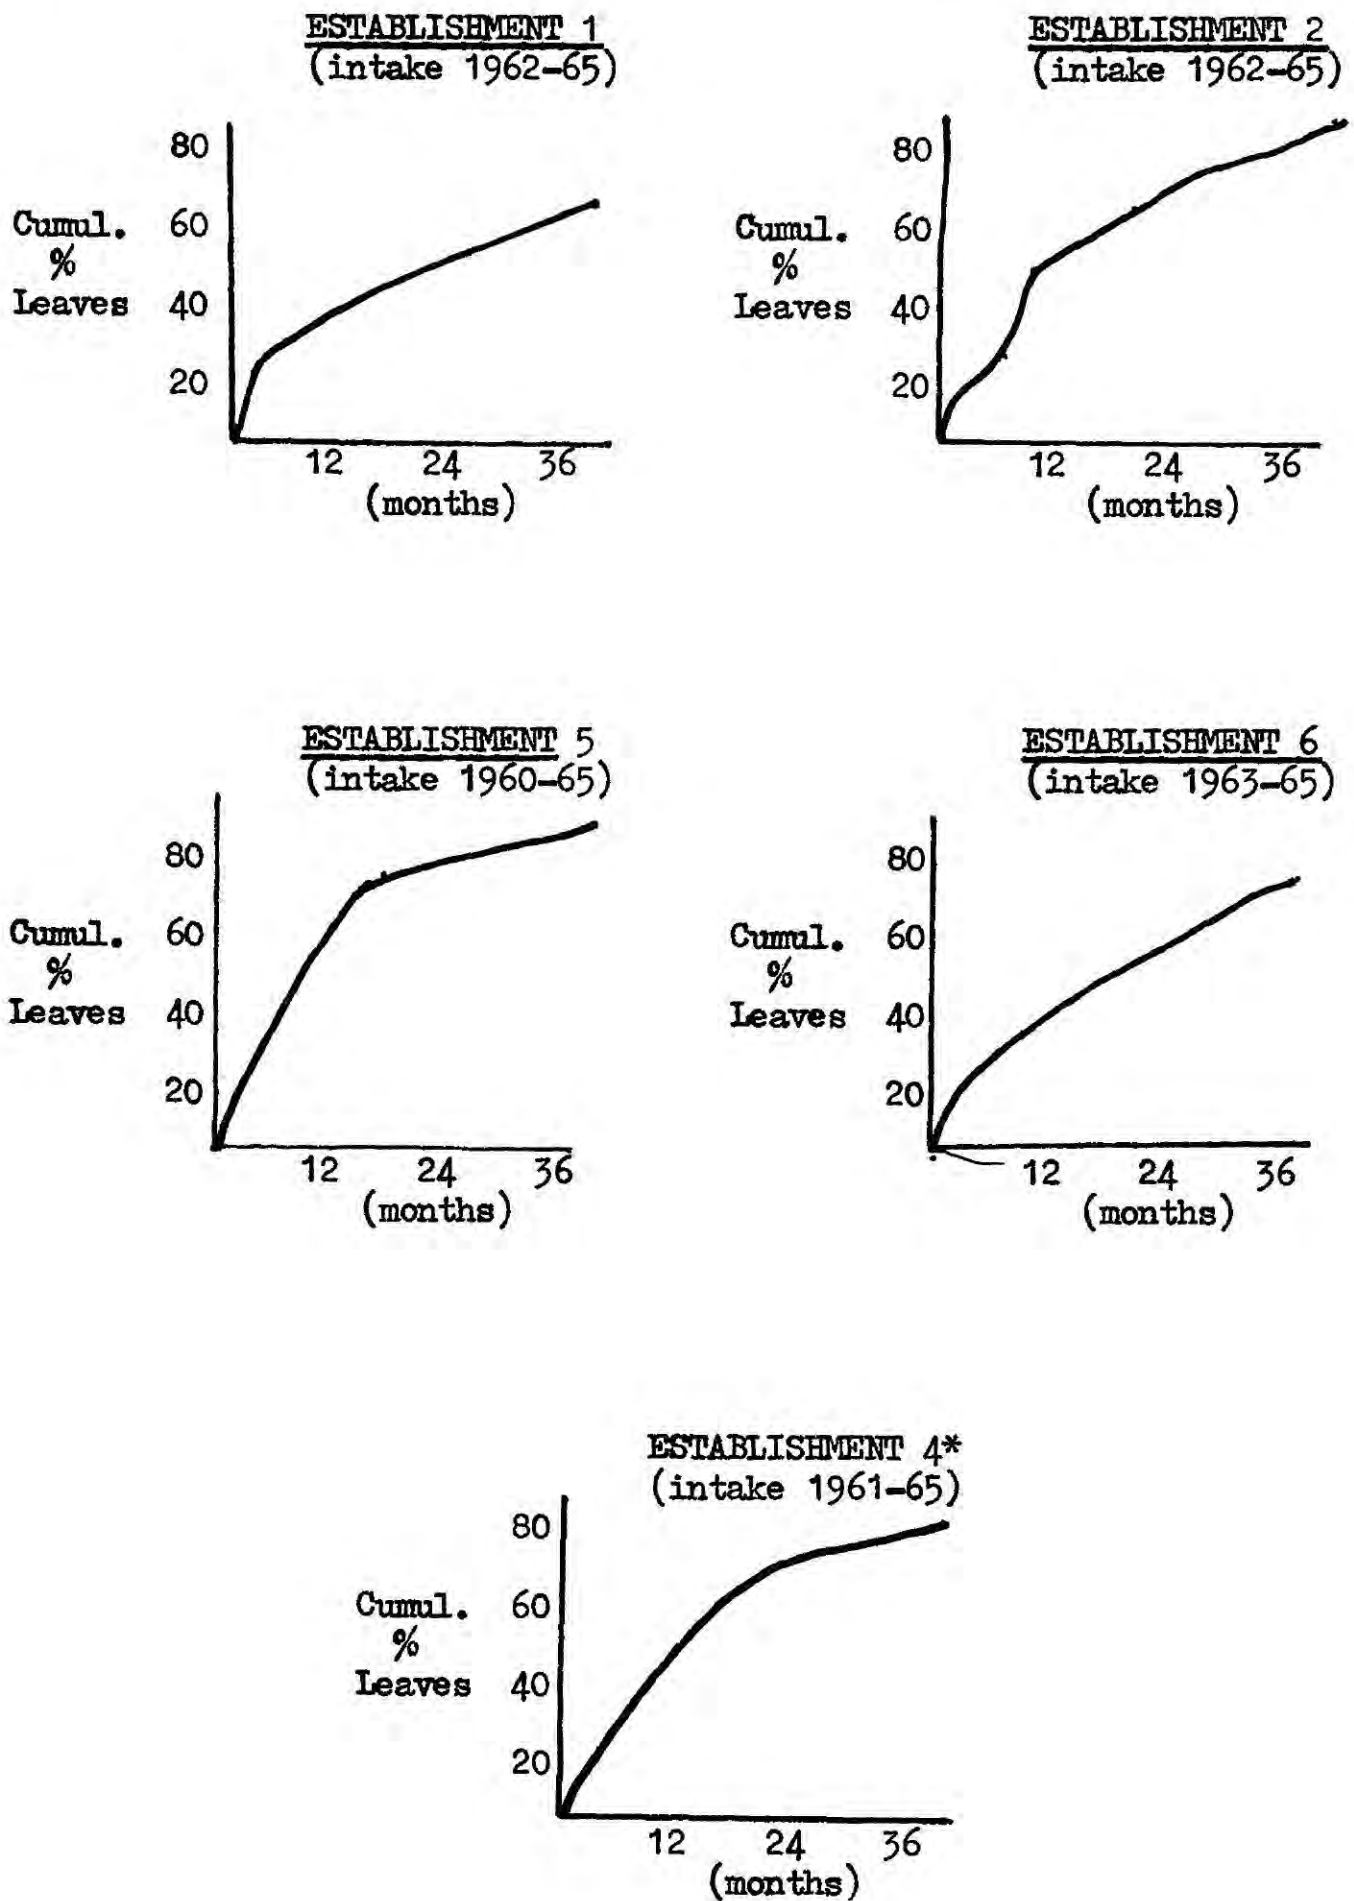 ESTABLISHMENT 1
(intake 1962-65)
80
60
40
20
Cumul.
%
Leaves
12 24 36
(months)
ESTABLISHMENT 2
(intake 1962-65)
80
60
40
20
Cumul.
%
Leaves
12 24 36
(months)
ESTABLISHMENT 5
(intake 1960-65)
80
60
40
20
Cumul.
%
Leaves
12 24 36
(months)
ESTABLISHMENT 6
(intake 1963-65)
80
60
40
20
Cumul.
%
Leaves
12 24 36
(months)
ESTABLISHMENT 4*
(intake 1961-65)
80
60
40
20
Cumul.
%
Leaves
12 24 36
(months)